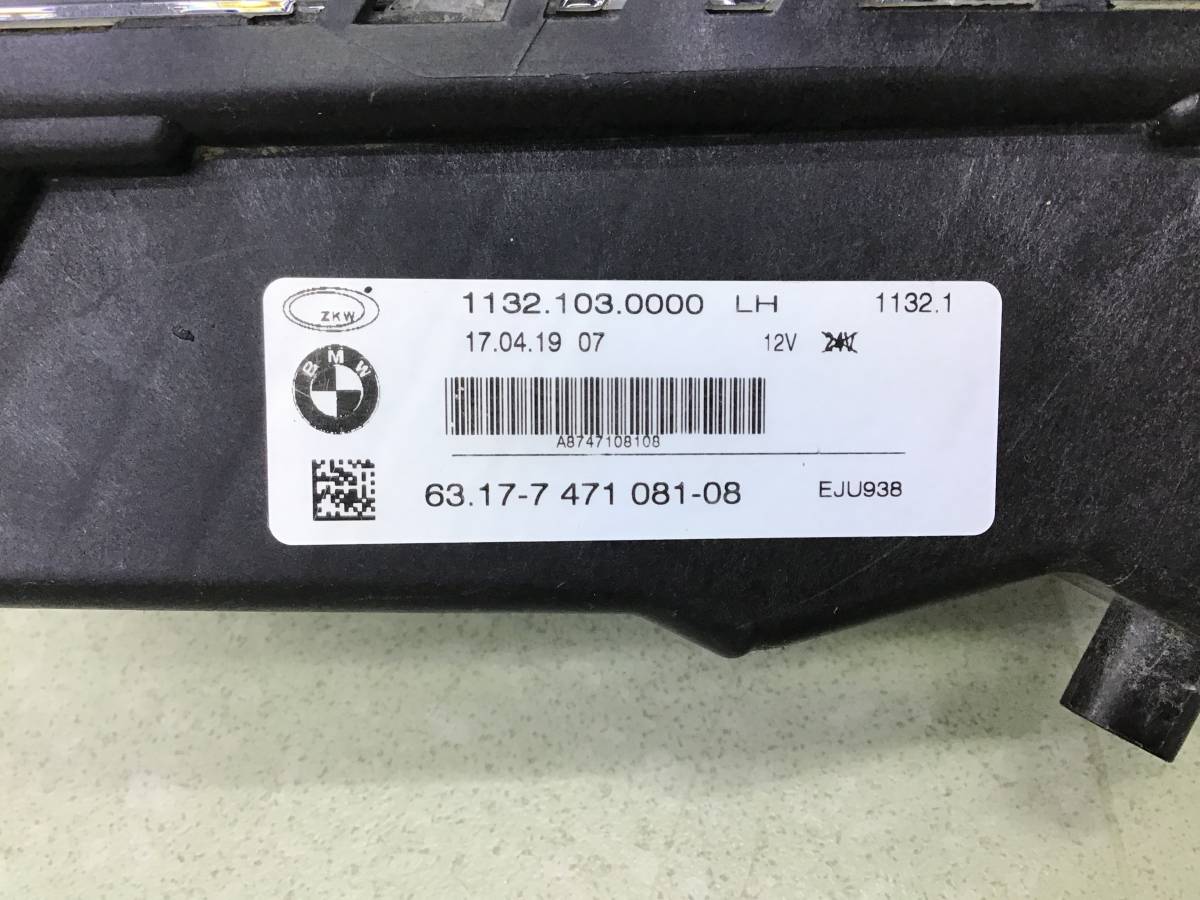 ZKW
1132.103.0000 LH 1132.1
17.04.19 07 12V 24V
BMW
A8747108108
63.17-7 471 081-08 EJU938